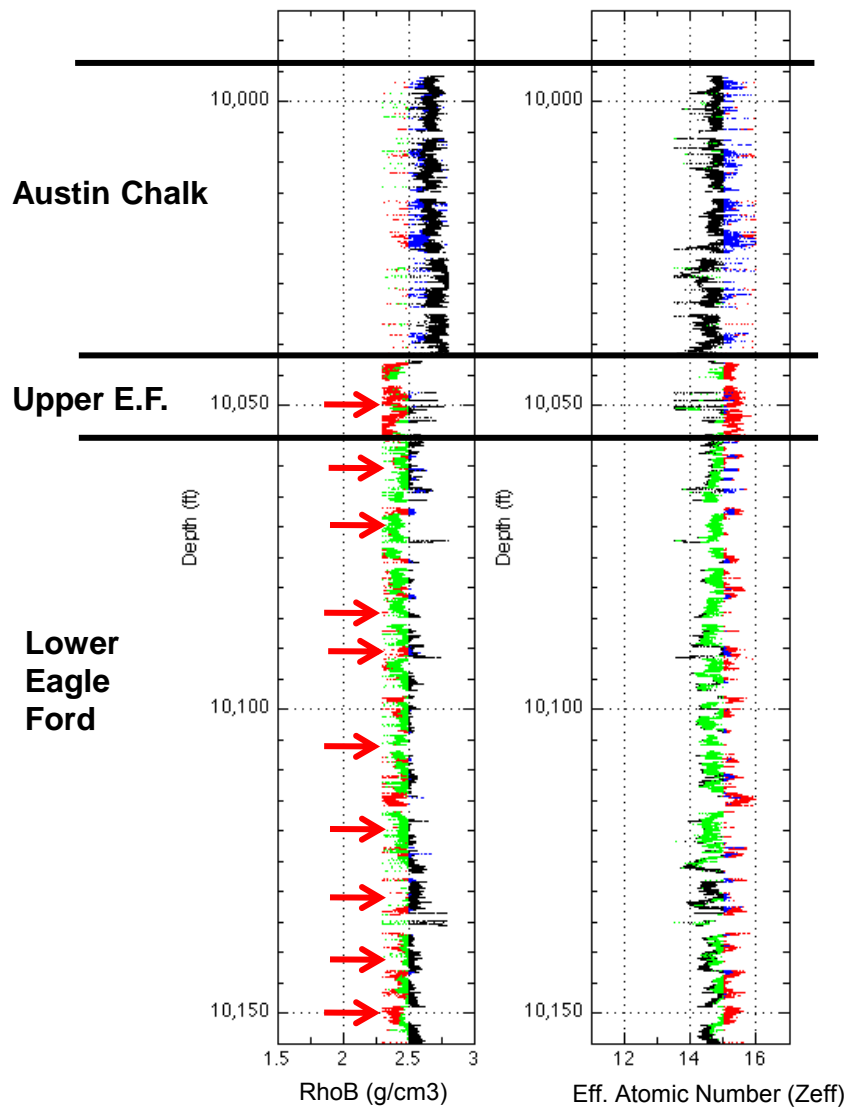 Austin Chalk
Upper E.F.
Lower
Eagle
Ford
Depth (ft)
10,000
10,050
10,100
10,150
1.5 2 2.5 3
RhoB (g/cm3)
Depth (ft)
10,000
10,050
10,100
10,150
12 14 16
Eff. Atomic Number (Zeff)